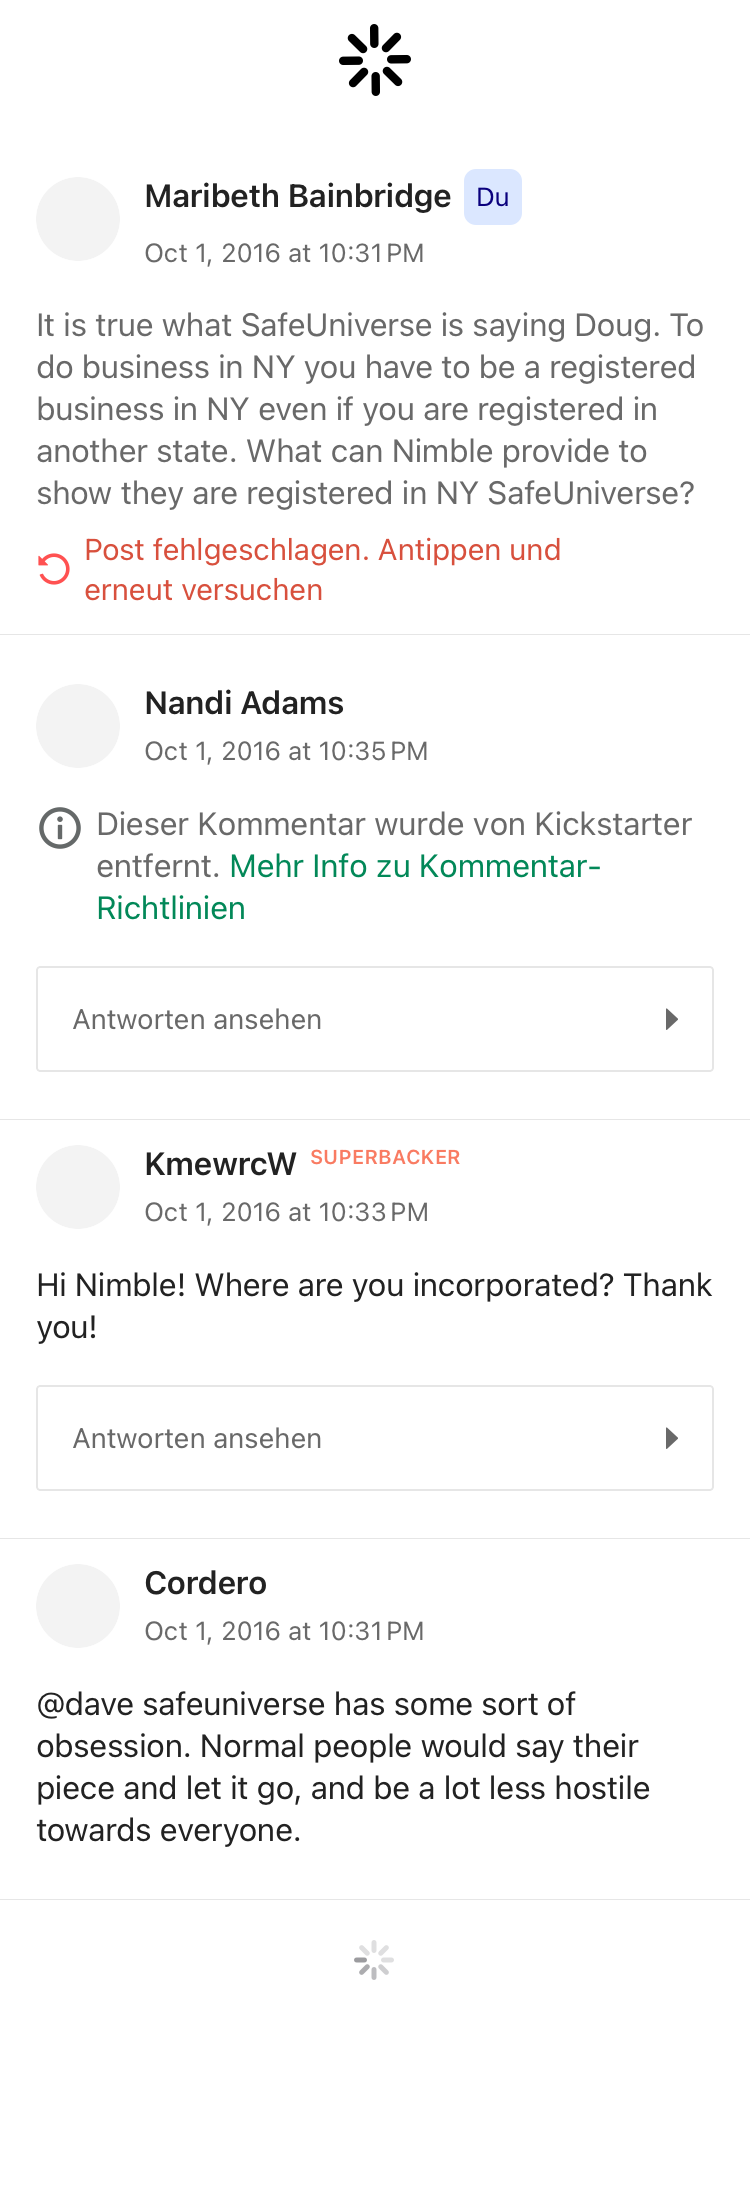 Maribeth Bainbridge Du
Oct 1, 2016 at 10:31 PM
It is true what SafeUniverse is saying Doug. To
do business in NY you have to be a registered
business in NY even if you are registered in
another state. What can Nimble provide to
show they are registered in NY SafeUniverse?
Post fehlgeschlagen. Antippen und
erneut versuchen
Nandi Adams
Oct 1, 2016 at 10:35 PM
Dieser Kommentar wurde von Kickstarter
entfernt. Mehr Info zu Kommentar-
Richtlinien
Antworten ansehen
KmewrcW SUPERBACKER
Oct 1, 2016 at 10:33 PM
Hi Nimble! Where are you incorporated? Thank
you!
Antworten ansehen
Cordero
Oct 1, 2016 at 10:31 PM
@dave safeuniverse has some sort of
obsession. Normal people would say their
piece and let it go, and be a lot less hostile
towards everyone.